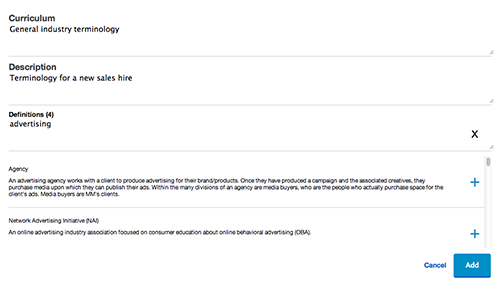 Curriculum
General industry terminology
Description
Terminology for a new sales hire
Definitions (4)
advertising
X
Agency
An advertising agency works with a client to produce advertising for their brand/products. Once they have produced a campaign and the associated creatives, they
purchase media upon which they can publish their ads. Within the many divisions of an agency are media buyers, who are the people who actually purchase space for the
client's ads. Media buyers are MM's clients.
+
Network Advertising Initiative (NAI)
An online advertising industry association focused on consumer education about online behavioral advertising (OBA).
+
Cancel
Add